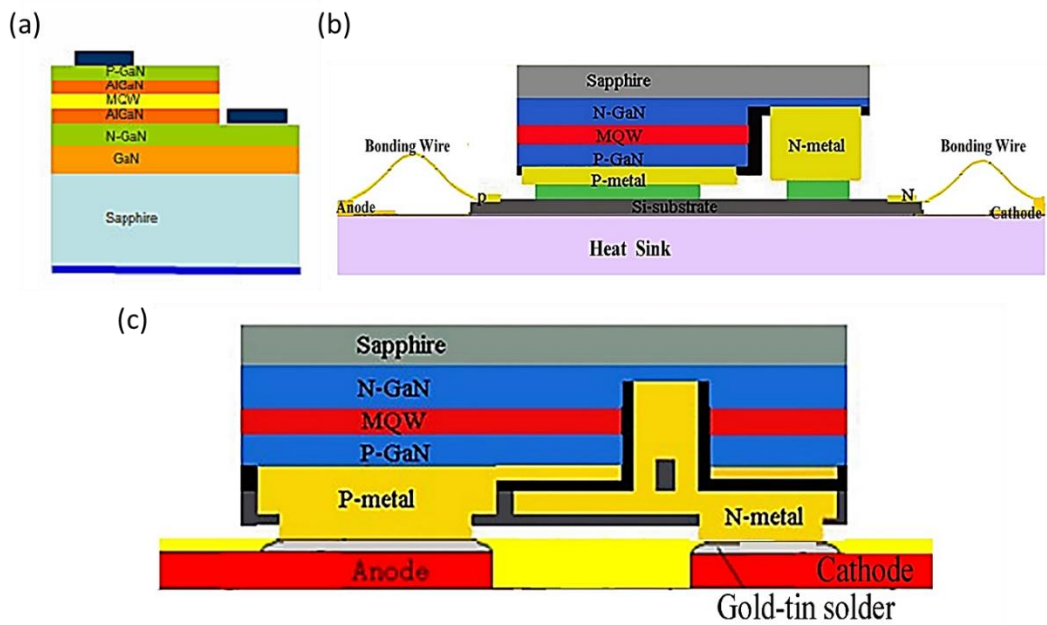 (a)
P-GaN
AlGaN
MQW
AlGaN
N-GaN
GaN
Sapphire
(b)
Sapphire
N-GaN
MQW
P-GaN
P-metal
N-metal
Bonding Wire
Bonding Wire
P
N
Anode
Si-substrate
Cathode
Heat Sink
(c)
Sapphire
N-GaN
MQW
P-GaN
P-metal
N-metal
Anode
Cathode
Gold-tin solder